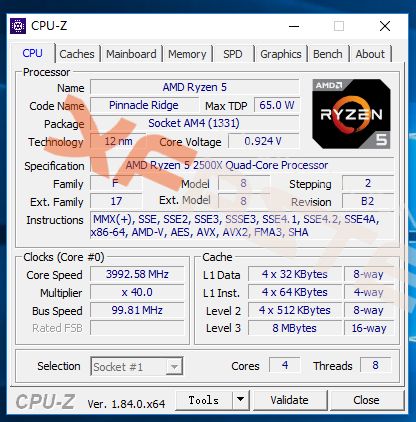 CPU-Z
CPU Caches Mainboard Memory SPD Graphics Bench About
Processor
Name AMD Ryzen 5
Code Name Pinnacle Ridge Max TDP 65.0 W
Package Socket AM4 (1331)
Technology 12 nm Core Voltage 0.924 V
AMD
RYZEN
5
Specification AMD Ryzen 5 2500X Quad-Core Processor
Family F Model 8 Stepping 2
Ext. Family 17 Ext. Model 8 Revision B2
Instructions MMX(+), SSE, SSE2, SSE3, SSSE3, SSE4.1, SSE4.2, SSE4A,
x86-64, AMD-V, AES, AVX, AVX2, FMA3, SHA
Clocks (Core #0)
Core Speed 3992.58 MHz
Multiplier x 40.0
Bus Speed 99.81 MHz
Rated FSB
Cache
L1 Data 4 x 32 KBytes 8-way
L1 Inst. 4 x 64 KBytes 4-way
Level 2 4 x 512 KBytes 8-way
Level 3 8 MBytes 16-way
Selection Socket #1 Cores 4 Threads 8
CPU-Z Ver. 1.84.0.x64 Tools Validate Close